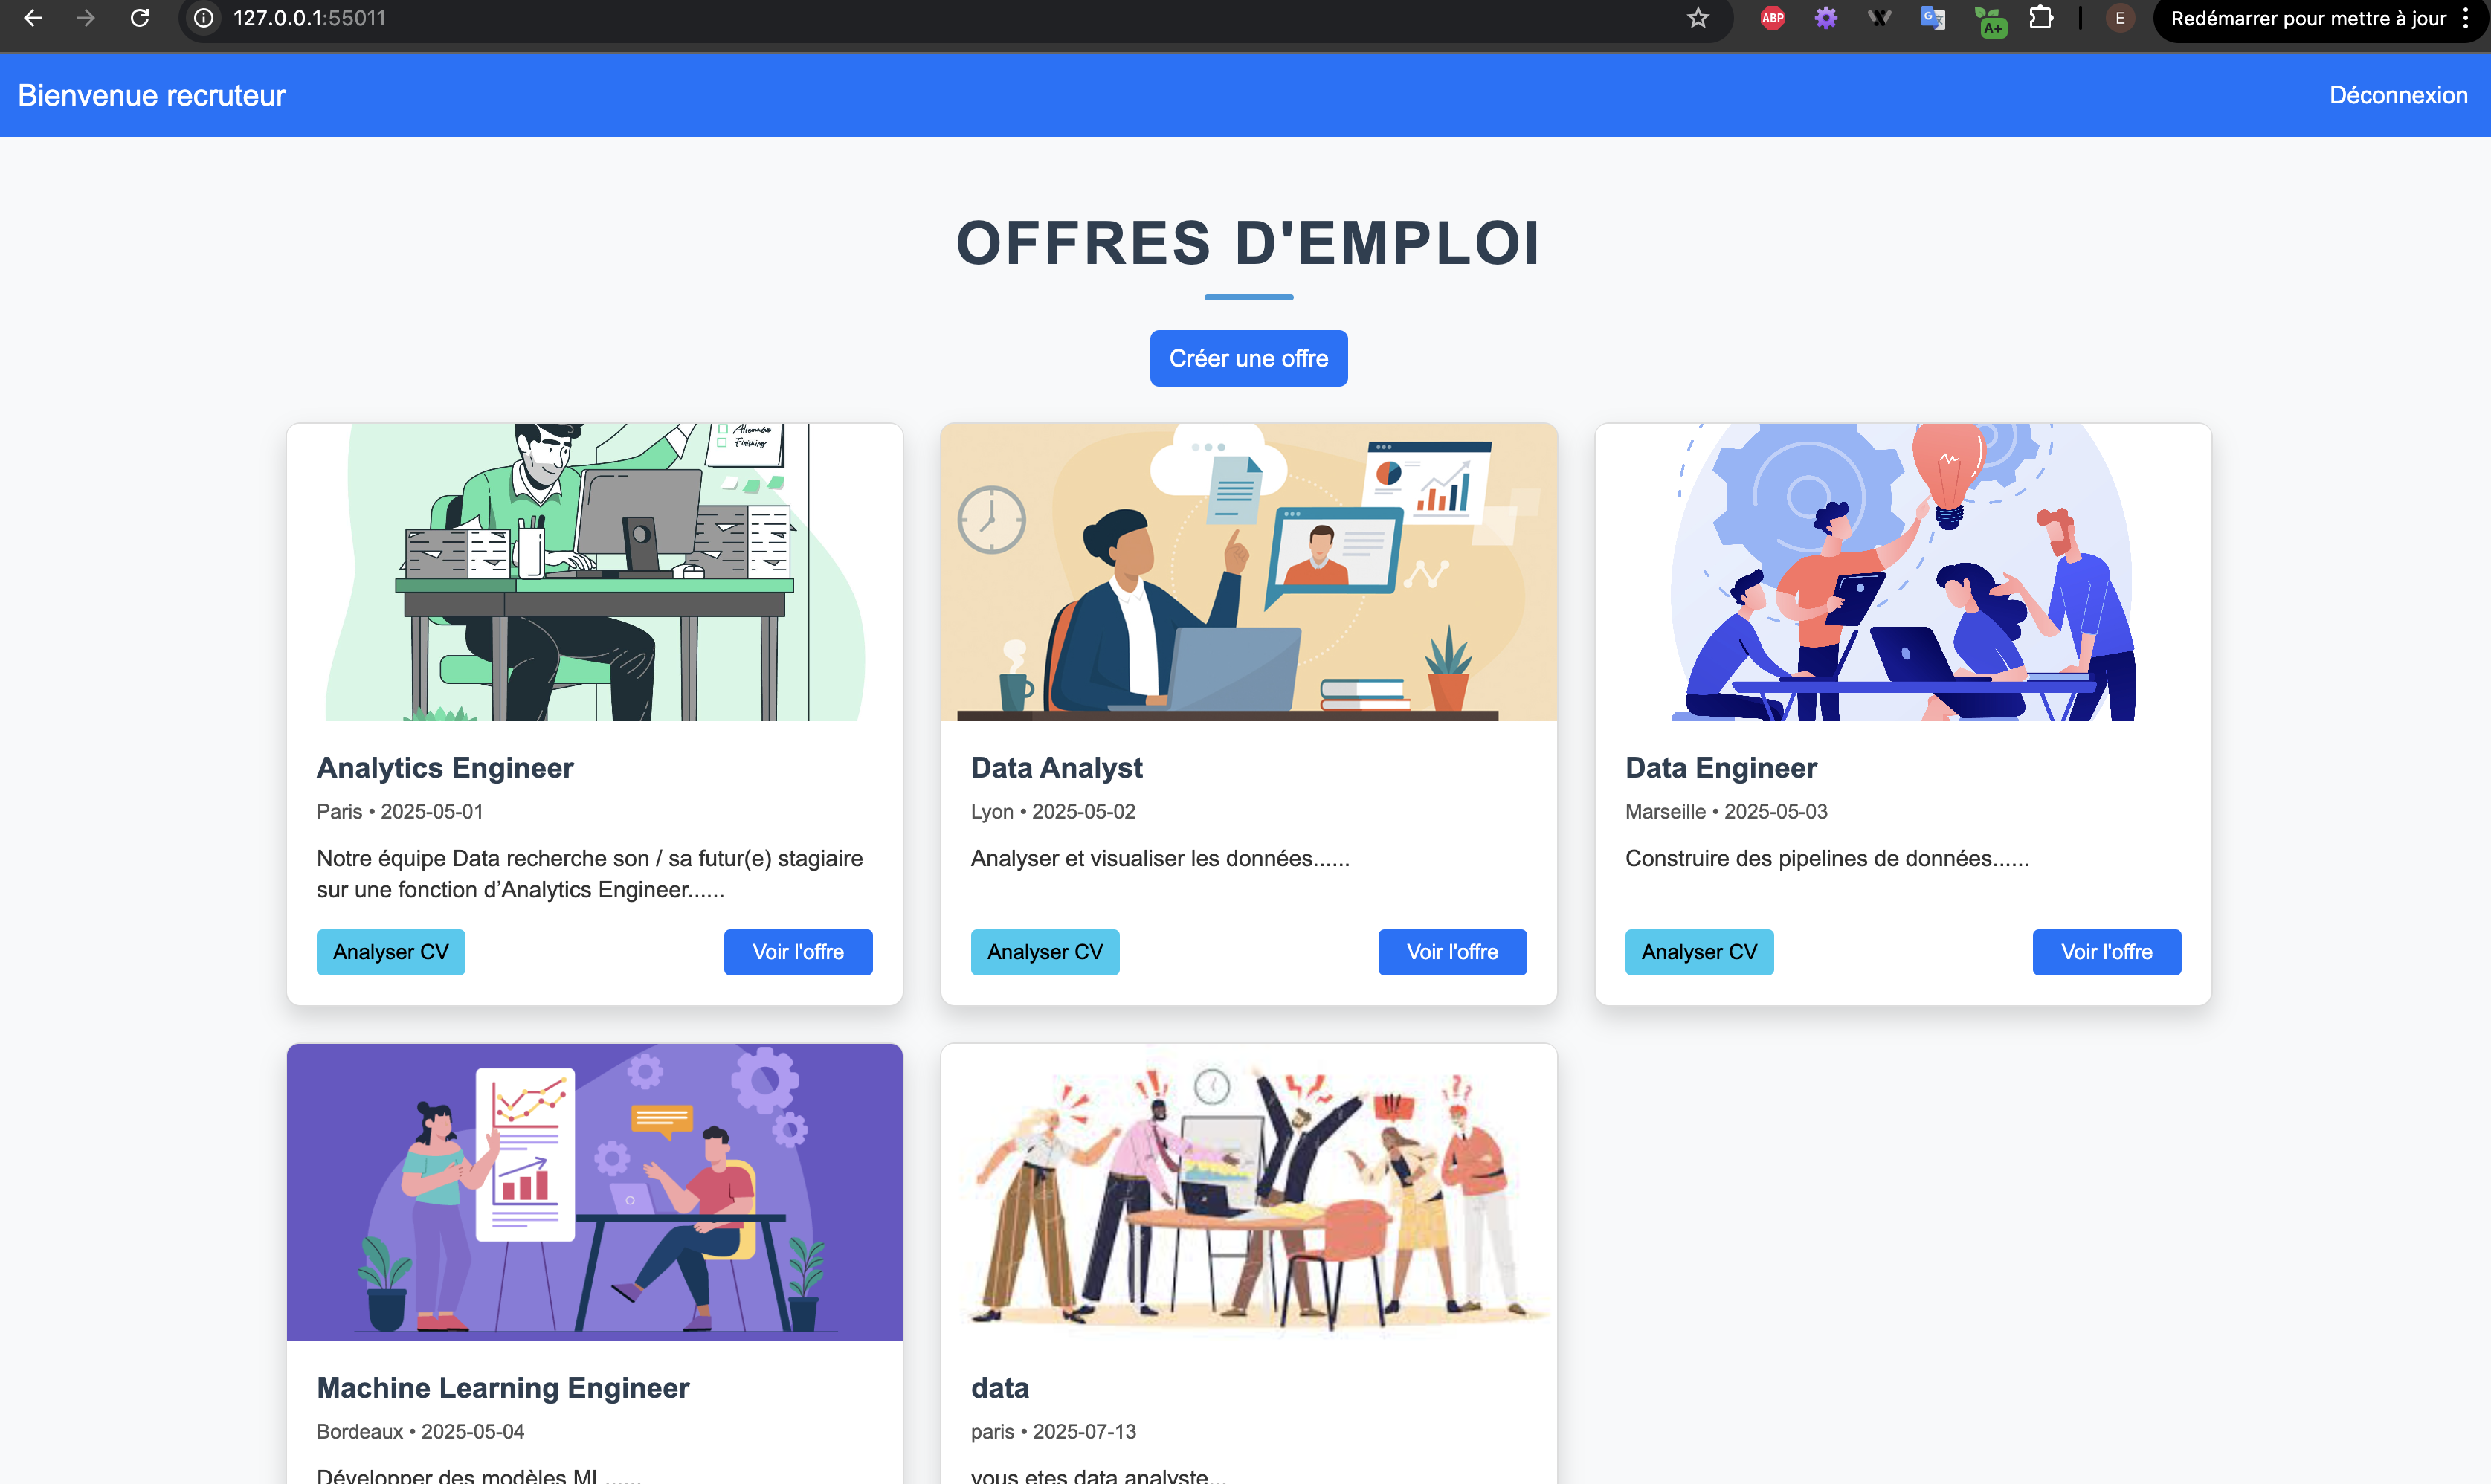 127.0.0.1:55011
ABP
G
A+
E
Redémarrer pour mettre à jour
Bienvenue recruteur
Déconnexion
OFFRES D'EMPLOI
Créer une offre
Finishing
Analytics Engineer
Paris • 2025-05-01
Notre équipe Data recherche son / sa futur(e) stagiaire
sur une fonction d’Analytics Engineer......
Analyser CV
Voir l'offre
Data Analyst
Lyon • 2025-05-02
Analyser et visualiser les données......
Analyser CV
Voir l'offre
Data Engineer
Marseille • 2025-05-03
Construire des pipelines de données......
Analyser CV
Voir l'offre
Machine Learning Engineer
Bordeaux • 2025-05-04
Développer des modèles ML......
data
paris • 2025-07-13
vous etes data analyste...